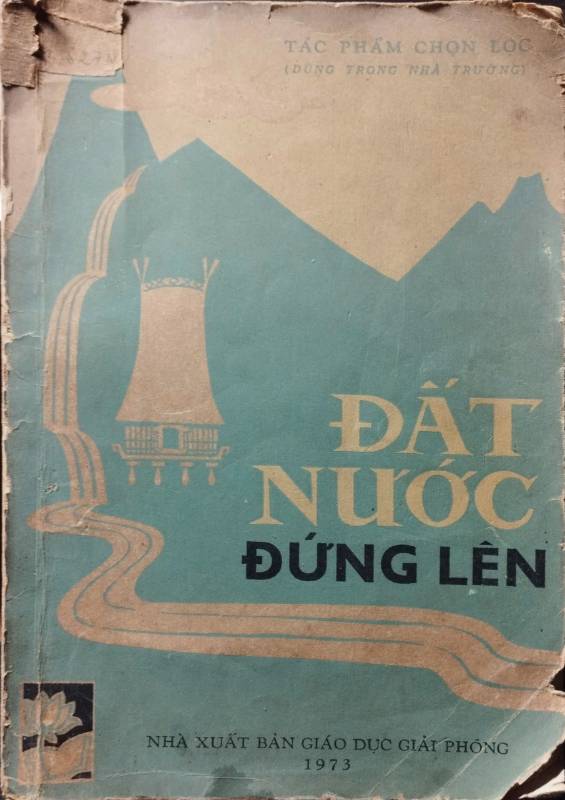 TÁC PHẨM CHỌN LỌC
(DÙNG TRONG NHÀ TRƯỜNG)
ĐẤT
NƯỚC
ĐỨNG LÊN
NHÀ XUẤT BẢN GIÁO DỤC GIẢI PHÓNG
1973